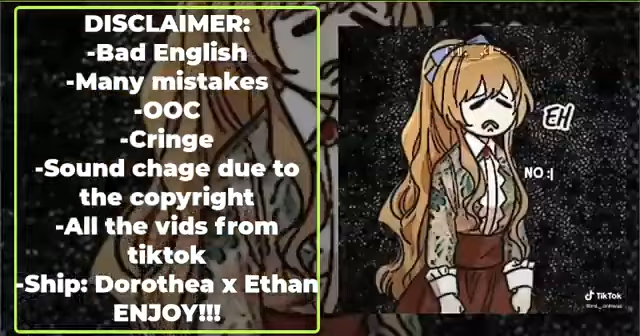 DISCLAIMER:
-Bad English
-Many mistakes
-OOC
-Cringe
-Sound chage due to
the copyright
-All the vids from
tiktok
-Ship: Dorothea x Ethan
ENJOY!!!
EH
NO :|
TikTok